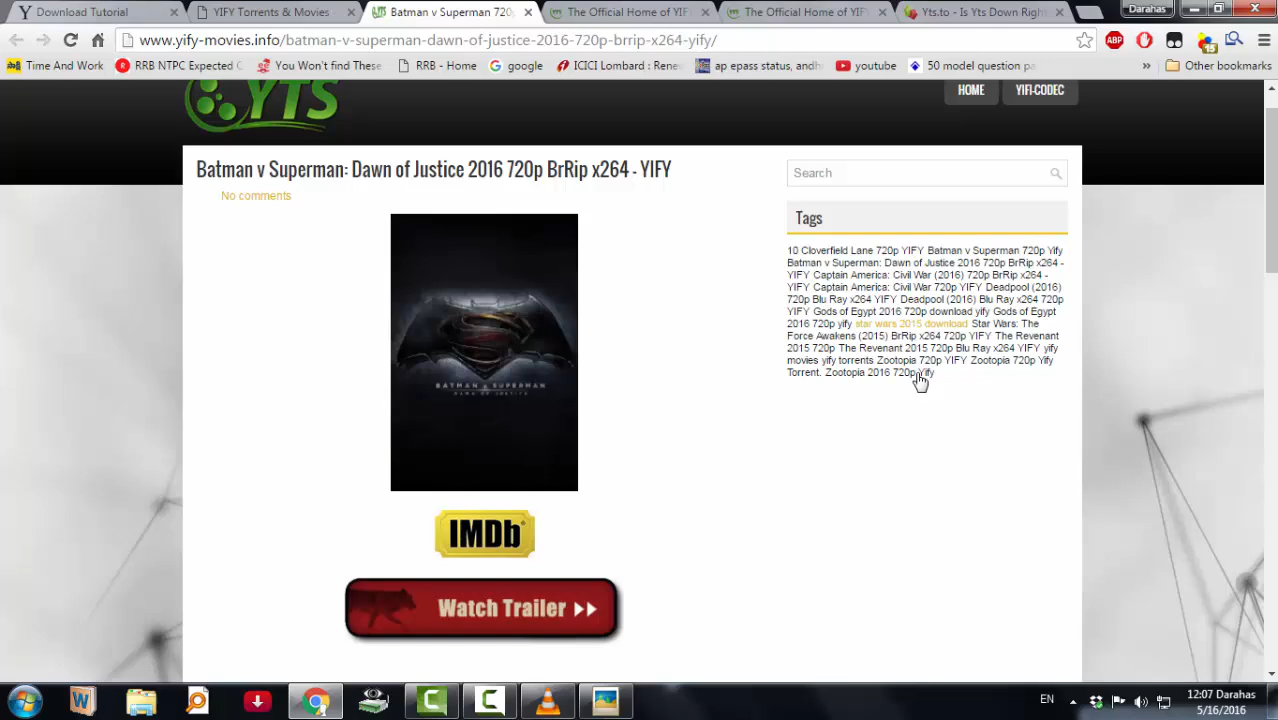 Download Tutorial
YIFY Torrents & Movies
Batman v Superman 720p
The Official Home of YIFY
The Official Home of YIFY
Yts.to - Is Yts Down Right
Darahas
www.yify-movies.info/batman-v-superman-dawn-of-justice-2016-720p-brrip-x264-yify/
ABP
15
Time And Work
RRB NTPC Expected C
You Won't find These
RRB - Home
google
ICICI Lombard : Rene
ap epass status, andh
youtube
50 model question pa
»
Other bookmarks
YTS
HOME
YIFI-CODEC
Batman v Superman: Dawn of Justice 2016 720p BrRip x264 - YIFY
No comments
BATMAN v SUPERMAN
DAWN OF JUSTICE
IMDb
Watch Trailer
Search
Tags
10 Cloverfield Lane 720p YIFY Batman v Superman 720p Yify
Batman v Superman: Dawn of Justice 2016 720p BrRip x264 -
YIFY Captain America: Civil War (2016) 720p BrRip x264 -
YIFY Captain America: Civil War 720p YIFY Deadpool (2016)
720p Blu Ray x264 YIFY Deadpool (2016) Blu Ray x264 720p
YIFY Gods of Egypt 2016 720p download yify Gods of Egypt
2016 720p yify star wars 2015 download Star Wars: The
Force Awakens (2015) BrRip x264 720p YIFY The Revenant
2015 720p The Revenant 2015 720p Blu Ray x264 YIFY yify
movies yify torrents Zootopia 720p YIFY Zootopia 720p Yify
Torrent. Zootopia 2016 720p Yify
EN
12:07 Darahas
5/16/2016